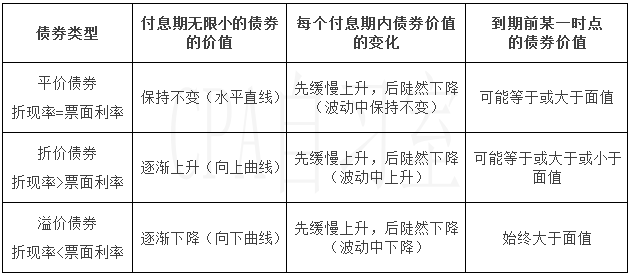 债券类型
付息期无限小的债券
的价值
每个付息期内债券价值
的变化
到期前某一时点
的债券价值
平价债券
折现率=票面利率
保持不变（水平直线）
先缓慢上升，后陡然下降
（波动中保持不变）
可能等于或大于面值
折价债券
折现率>票面利率
逐渐上升（向上曲线）
先缓慢上升，后陡然下降
（波动中上升）
可能等于或大于或小于
面值
溢价债券
折现率<票面利率
逐渐下降（向下曲线）
先缓慢上升，后陡然下降
（波动中下降）
始终大于面值